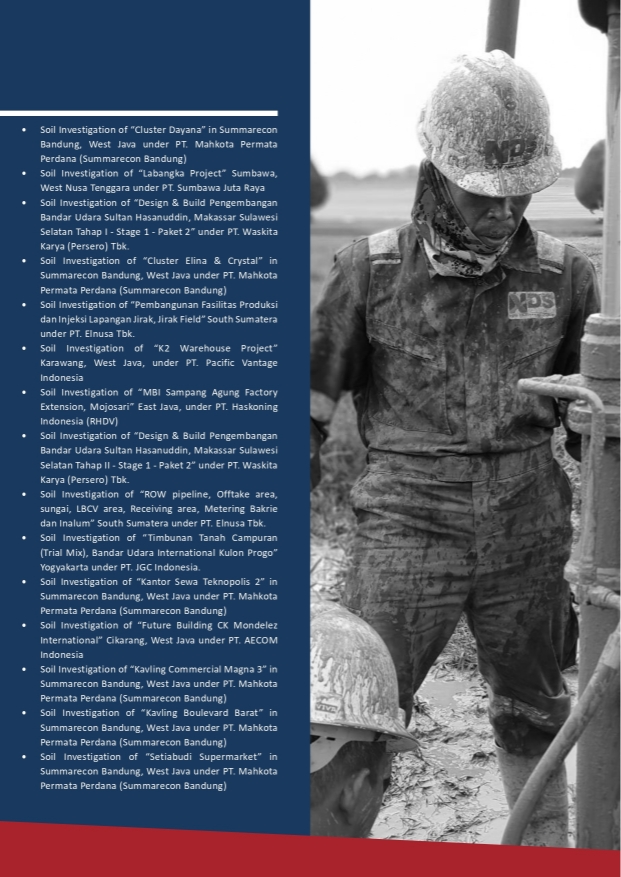 • Soil Investigation of “Cluster Dayana” in Summarecon
Bandung, West Java under PT. Mahkota Permata
Perdana (Summarecon Bandung)
• Soil Investigation of “Labangka Project” Sumbawa,
West Nusa Tenggara under PT. Sumbawa Juta Raya
• Soil Investigation of “Design & Build Pengembangan
Bandar Udara Sultan Hasanuddin, Makassar Sulawesi
Selatan Tahap I - Stage 1 - Paket 2” under PT. Waskita
Karya (Persero) Tbk.
• Soil Investigation of “Cluster Elina & Crystal” in
Summarecon Bandung, West Java under PT. Mahkota
Permata Perdana (Summarecon Bandung)
• Soil Investigation of “Pembangunan Fasilitas Produksi
dan Injeksi Lapangan Jirak, Jirak Field” South Sumatera
under PT. Elnusa Tbk.
• Soil Investigation of “K2 Warehouse Project”
Karawang, West Java, under PT. Pacific Vantage
Indonesia
• Soil Investigation of “MBI Sampang Agung Factory
Extension, Mojosari” East Java, under PT. Haskoning
Indonesia (RHDV)
• Soil Investigation of “Design & Build Pengembangan
Bandar Udara Sultan Hasanuddin, Makassar Sulawesi
Selatan Tahap II - Stage 1 - Paket 2” under PT. Waskita
Karya (Persero) Tbk.
• Soil Investigation of “ROW pipeline, Offtake area,
sungai, LBCV area, Receiving area, Metering Bakrie
dan Inalum” South Sumatera under PT. Elnusa Tbk.
• Soil Investigation of “Timbunan Tanah Campuran
(Trial Mix), Bandar Udara International Kulon Progo”
Yogyakarta under PT. JGC Indonesia.
• Soil Investigation of “Kantor Sewa Teknopolis 2” in
Summarecon Bandung, West Java under PT. Mahkota
Permata Perdana (Summarecon Bandung)
• Soil Investigation of “Future Building CK Mondelez
International” Cikarang, West Java under PT. AECOM
Indonesia
• Soil Investigation of “Kavling Commercial Magna 3” in
Summarecon Bandung, West Java under PT. Mahkota
Permata Perdana (Summarecon Bandung)
• Soil Investigation of “Kavling Boulevard Barat” in
Summarecon Bandung, West Java under PT. Mahkota
Permata Perdana (Summarecon Bandung)
• Soil Investigation of “Setiabudi Supermarket” in
Summarecon Bandung, West Java under PT. Mahkota
Permata Perdana (Summarecon Bandung)
NDS
NDS